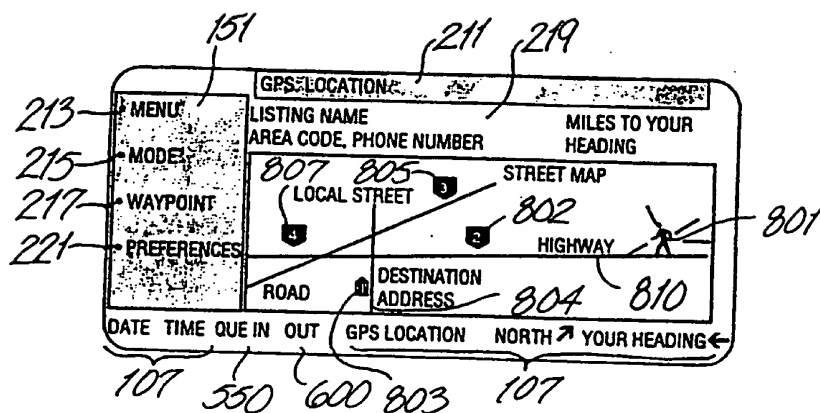 151
211
219
GPS LOCATION
213
MENU
LISTING NAME
AREA CODE, PHONE NUMBER
MILES TO YOUR
HEADING
215
MODE
807
805
3
STREET MAP
LOCAL STREET
217
WAYPOINT
4
2
802
801
221
PREFERENCES
HIGHWAY
ROAD
DESTINATION
ADDRESS
804
810
DATE TIME QUE IN OUT GPS LOCATION NORTH YOUR HEADING
107
550
600
803
107